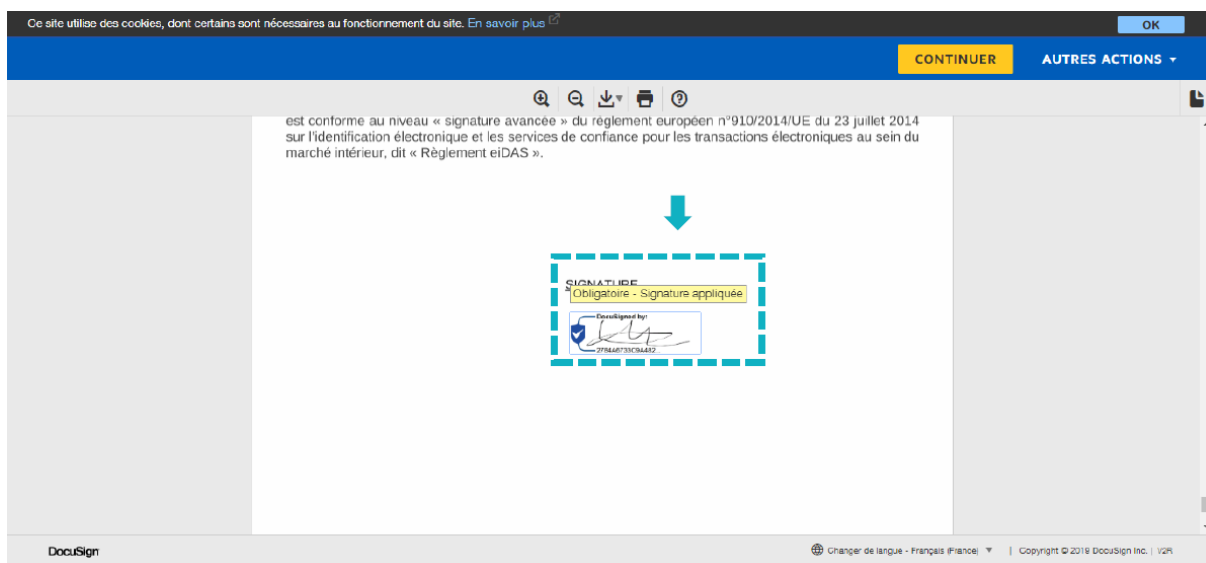 Ce site utilise des cookies, dont certains sont nécessaires au fonctionnement du site. En savoir plus
OK
CONTINUER
AUTRES ACTIONS
est conforme au niveau « signature avancée » du règlement européen n°910/2014/UE du 23 juillet 2014
sur l'identification électronique et les services de confiance pour les transactions électroniques au sein du
marché intérieur, dit « Règlement eiDAS ».
SIGNATURE
Obligatoire - Signature appliquée
DocuSigned by:
DocuSign
Changer de langue - Français (France) | Copyright © 2019 DocuSign Inc. | V2R